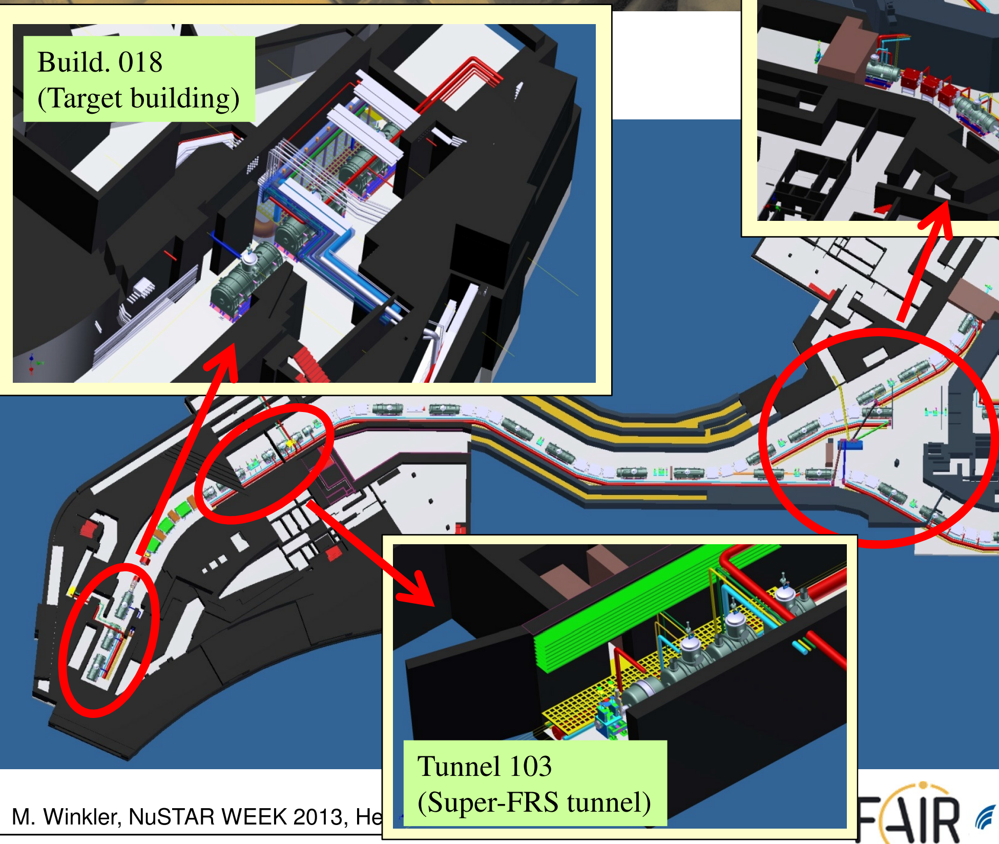 Build. 018
(Target building)
Tunnel 103
(Super-FRS tunnel)
M. Winkler, NuSTAR WEEK 2013, He
FAIR